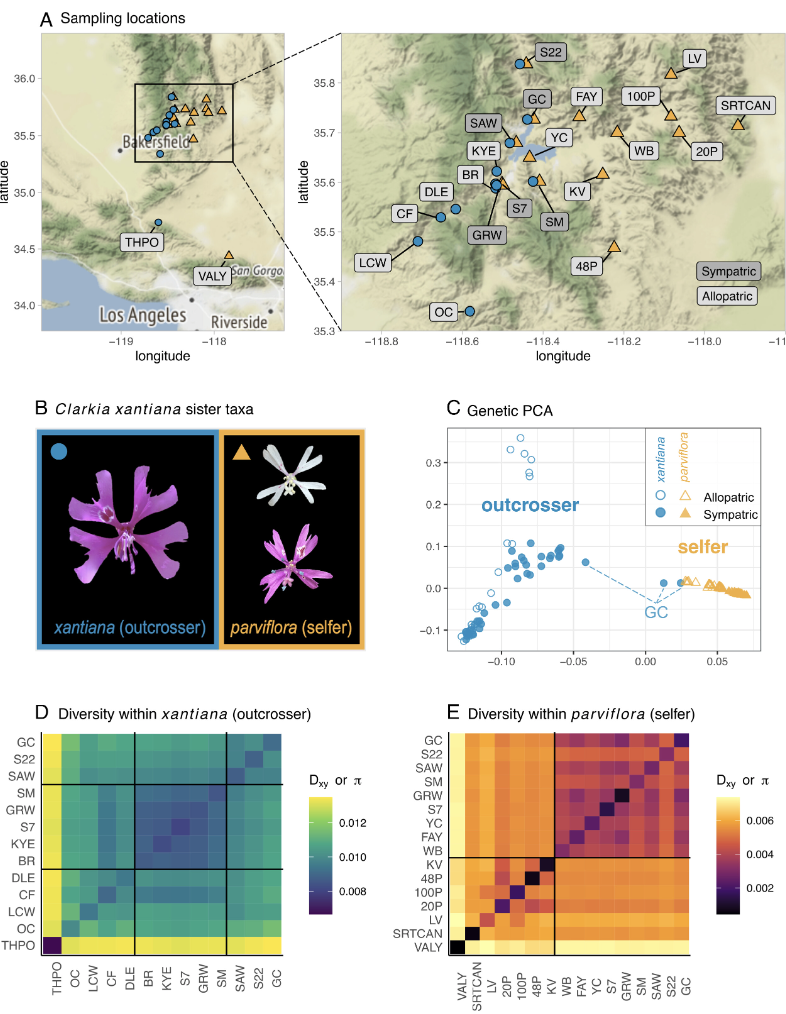 A Sampling locations
36.0
35.5
35.0
34.5
34.0
latitude
−119
−118
longitude
Bakersfield
THPO
VALY
San Gorgo
Los Angeles
Riverside
35.8
35.7
35.6
35.5
35.4
35.3
latitude
−118.8
−118.6
−118.4
−118.2
−118.0
−11
longitude
S22
LV
GC
FAY
100P
SRTCAN
SAW
YC
KYE
WB
20P
BR
KV
DLE
S7
SM
CF
GRW
LCW
48P
OC
Sympatric
Allopatric
B Clarkia xantiana sister taxa
xantiana (outcrosser)
parviflora (selfer)
C Genetic PCA
0.3
0.2
0.1
0.0
−0.1
−0.10
−0.05
0.00
0.05
xantiana
parviflora
Allopatric
Sympatric
outcrosser
selfer
GC
D Diversity within xantiana (outcrosser)
GC
S22
SAW
SM
GRW
S7
KYE
BR
DLE
CF
LCW
OC
THPO
THPO
OC
LCW
CF
DLE
BR
KYE
S7
GRW
SM
SAW
S22
GC
Dxy or π
0.012
0.010
0.008
E Diversity within parviflora (selfer)
GC
S22
SAW
SM
GRW
S7
YC
FAY
WB
KV
48P
100P
20P
LV
SRTCAN
VALY
VALY
SRTCAN
LV
20P
100P
48P
KV
WB
FAY
YC
S7
GRW
SM
SAW
S22
GC
Dxy or π
0.006
0.004
0.002